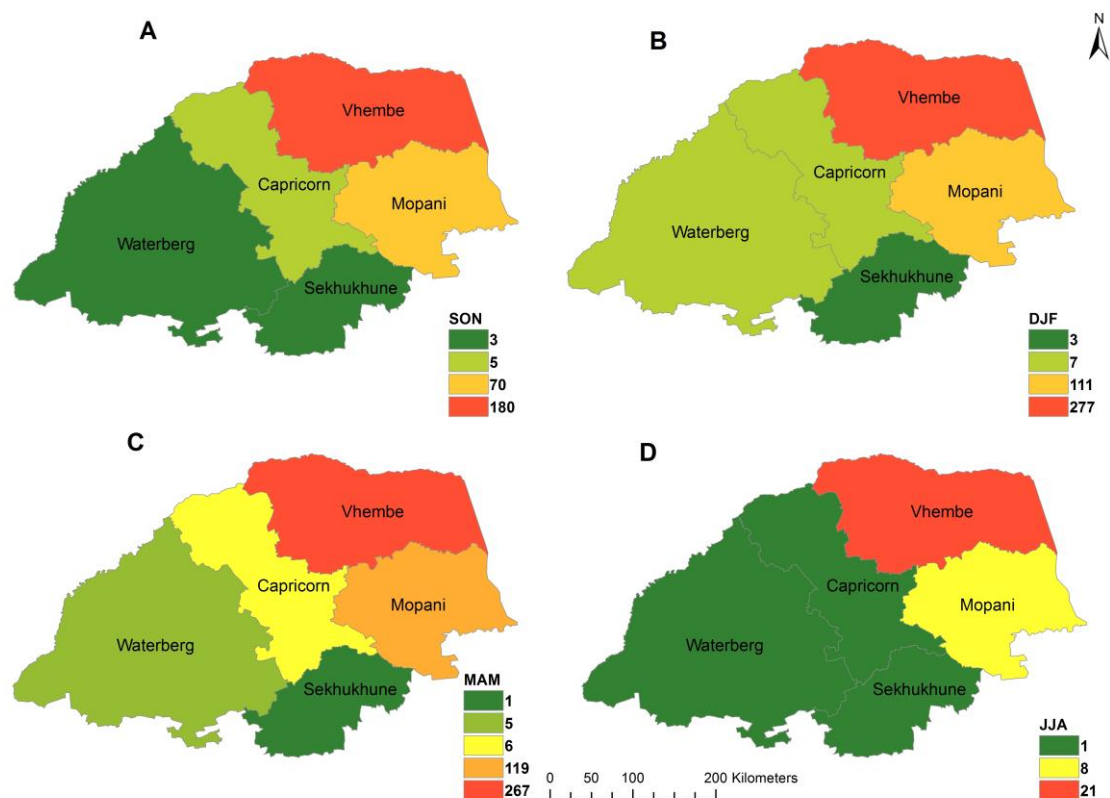 A
Vhembe
Capricorn
Mopani
Waterberg
Sekhukhune
SON
3
5
70
180
B
N
Vhembe
Capricorn
Mopani
Waterberg
Sekhukhune
DJF
3
7
111
277
C
Vhembe
Capricorn
Mopani
Waterberg
Sekhukhune
MAM
1
5
6
119
267
D
Vhembe
Capricorn
Mopani
Waterberg
Sekhukhune
JJA
1
8
21
0 50 100 200 Kilometers